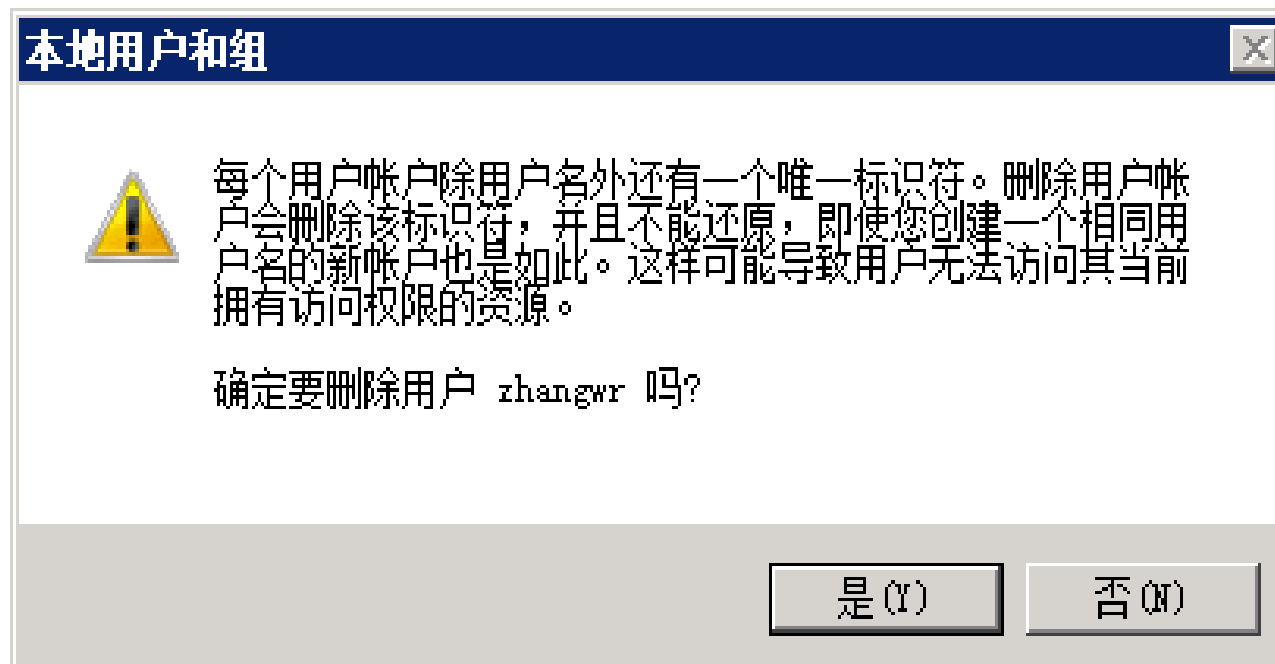 本地用户和组
每个用户帐户除用户名外还有一个唯一标识符。删除用户帐
户会删除该标识符，并且不能还原，即使您创建一个相同用
户名的新帐户也是如此。这样可能导致用户无法访问其当前
拥有访问权限的资源。
确定要删除用户 zhangwr 吗?
是(Y)
否(N)